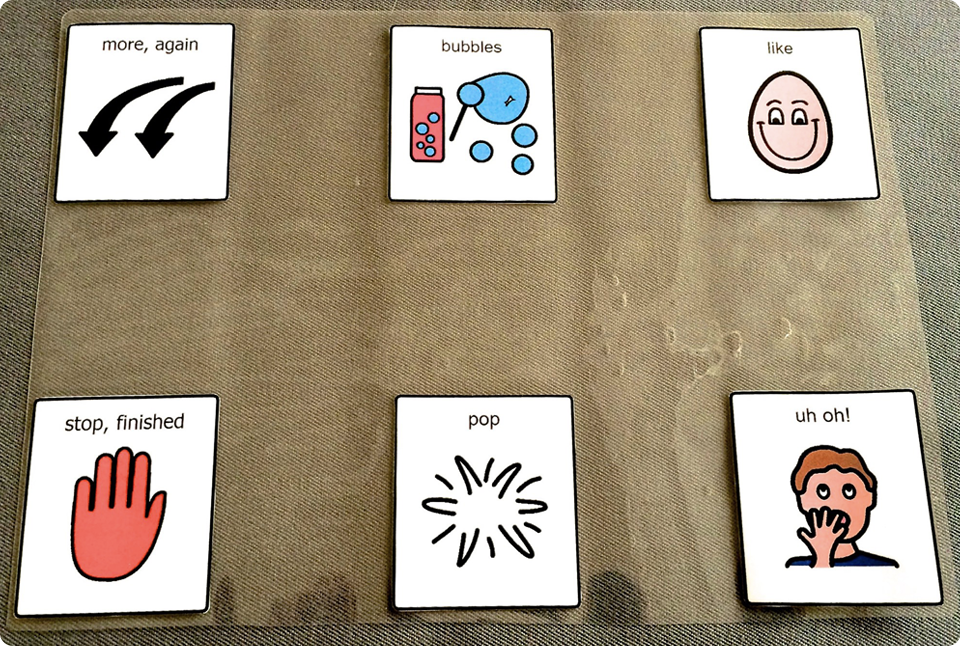 more, again
bubbles
like
stop, finished
pop
uh oh!